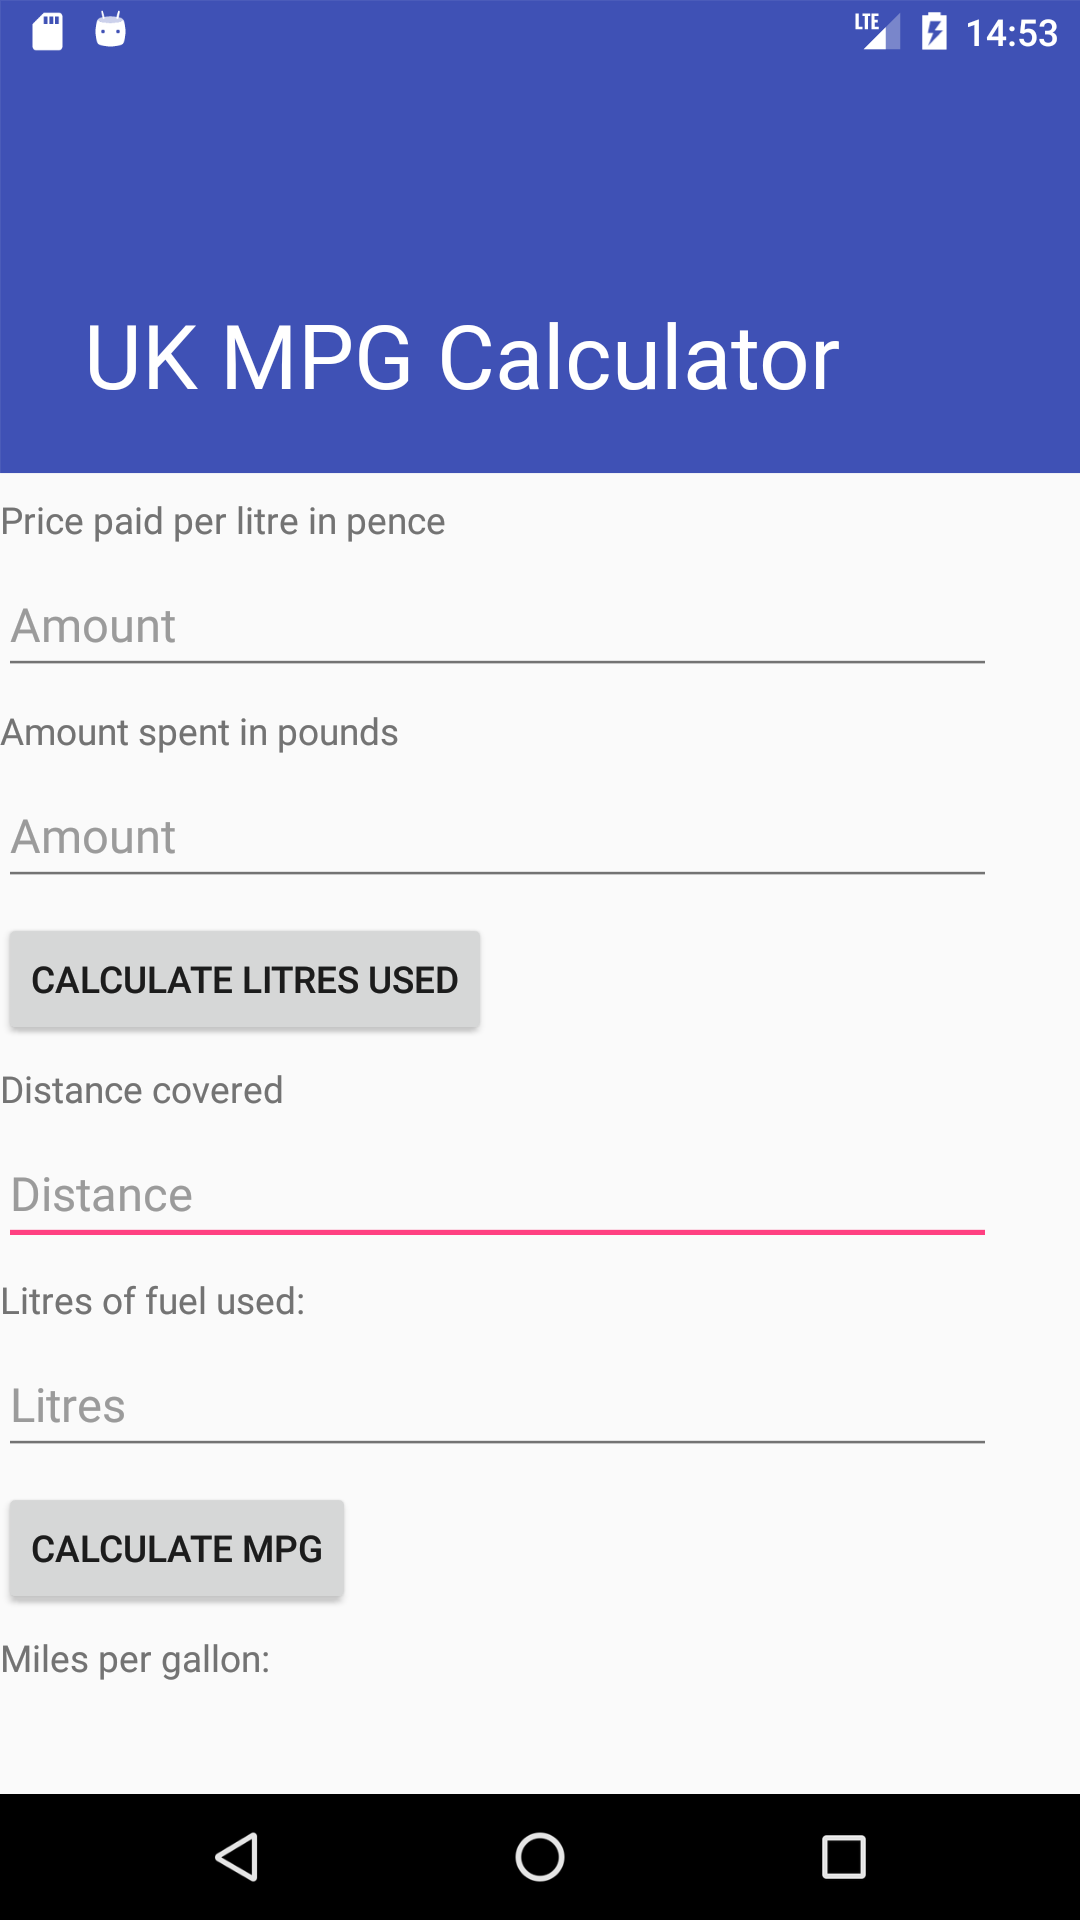 LTE 14:53
UK MPG Calculator
Price paid per litre in pence
Amount
Amount spent in pounds
Amount
CALCULATE LITRES USED
Distance covered
Distance
Litres of fuel used:
Litres
CALCULATE MPG
Miles per gallon: